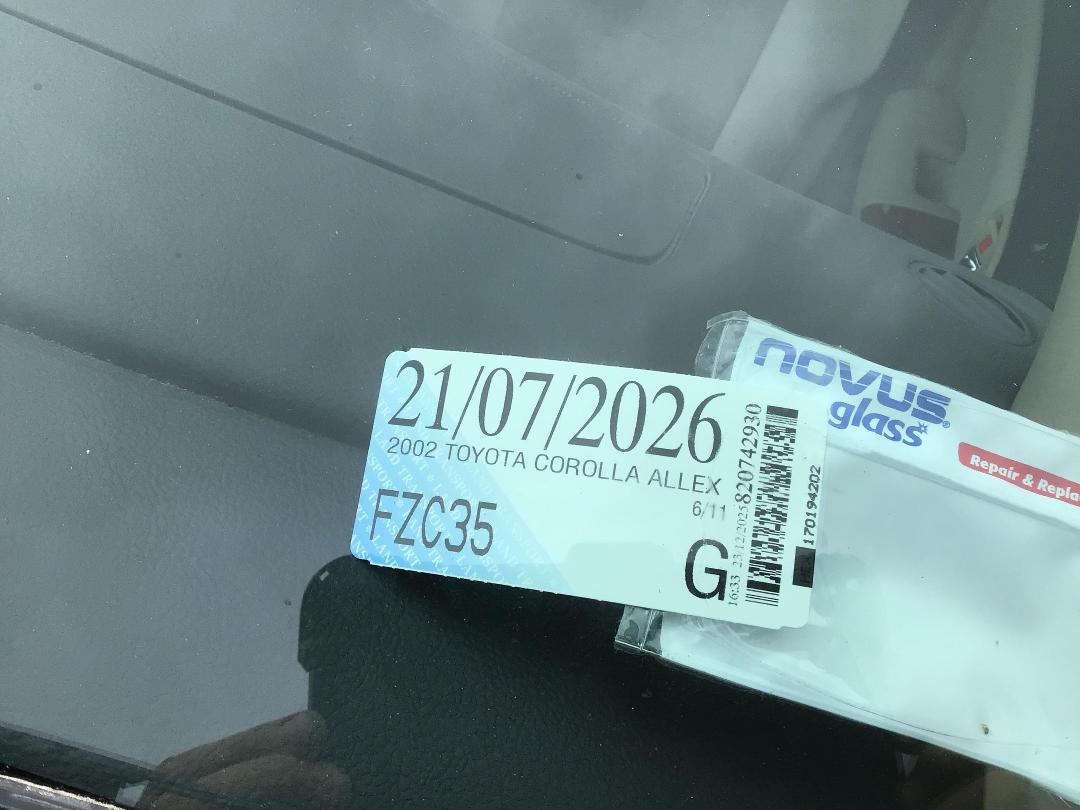 21/07/2026
2002 TOYOTA COROLLA ALLEX
6/11
FZC35
G
16:33 23/12/2025 820742930
170194202
novus®
glass
Repair & Repla